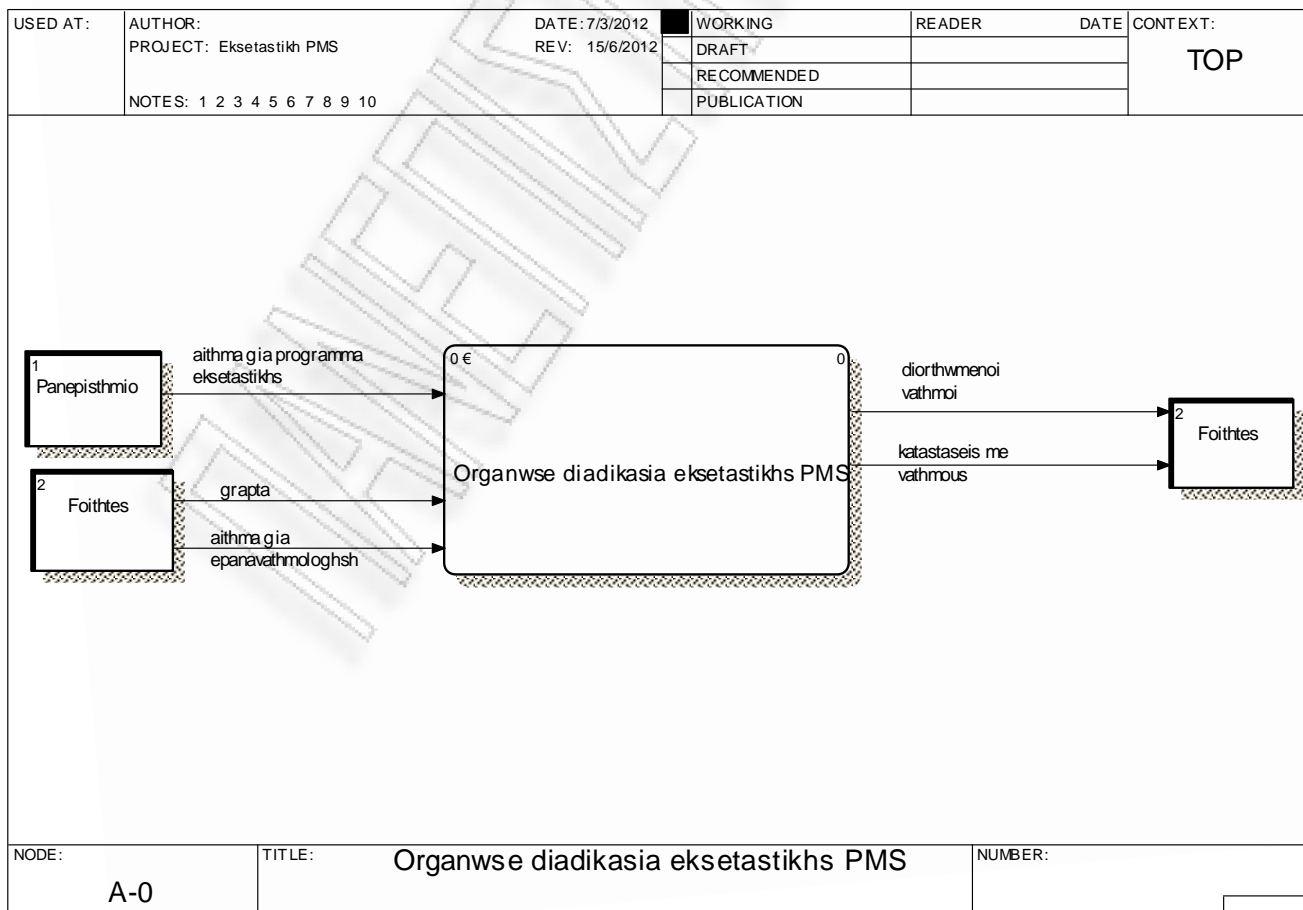 USED AT:
AUTHOR:
DATE: 7/3/2012
WORKING
READER
DATE
CONTEXT:
PROJECT: Eksetastikh PMS
REV: 15/6/2012
DRAFT
TOP
RECOMMENDED
NOTES: 1 2 3 4 5 6 7 8 9 10
PUBLICATION
1
Panepisthmio
aithma gia programma
eksetastikhs
2
Foithtes
grapta
aithma gia
epanavathmologhsh
0 €
0
Organwse diadikasia eksetastikhs PMS
diorthwmenoi
vathmoi
katastaseis me
vathmous
2
Foithtes
NODE:
A-0
TITLE:
Organwse diadikasia eksetastikhs PMS
NUMBER: